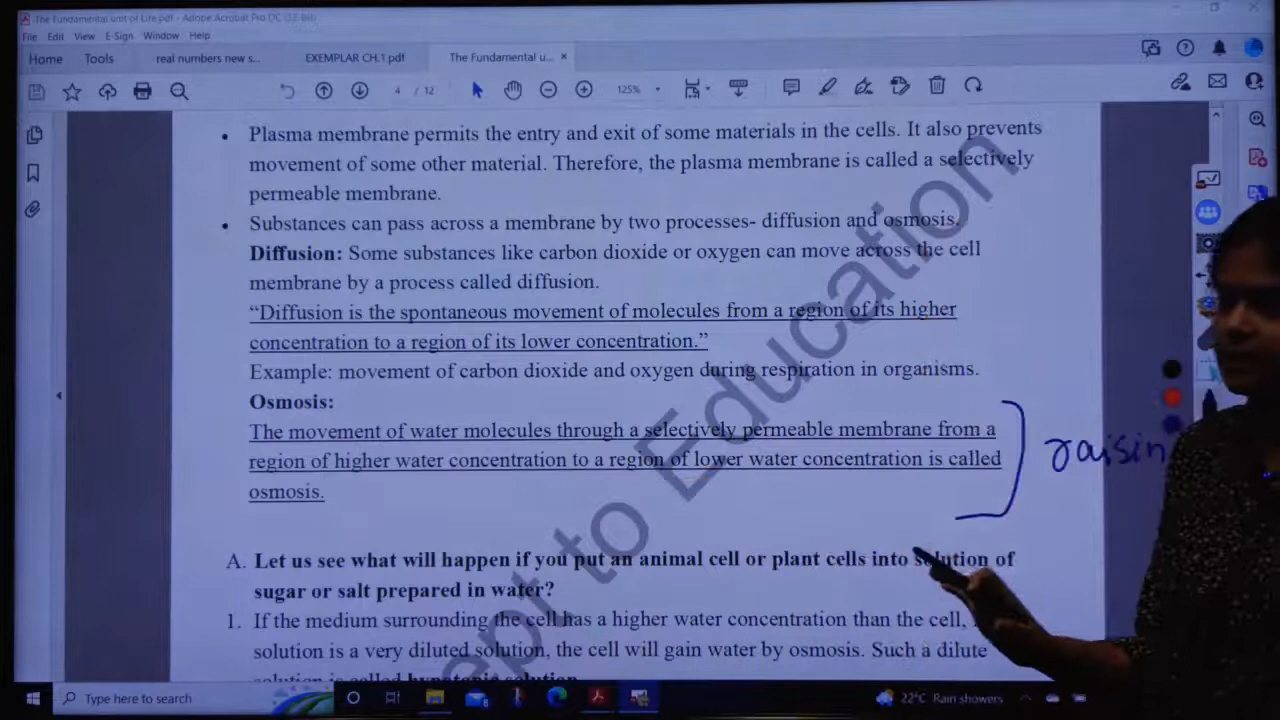 The Fundamental unit of Life.pdf - Adobe Acrobat Pro DC (32-bit)
File Edit View E-Sign Window Help
Home Tools real numbers new s... EXEMPLAR CH.1.pdf The Fundamental u... ×
4 / 12 125%
• Plasma membrane permits the entry and exit of some materials in the cells. It also prevents
movement of some other material. Therefore, the plasma membrane is called a selectively
permeable membrane.
• Substances can pass across a membrane by two processes- diffusion and osmosis.
Diffusion: Some substances like carbon dioxide or oxygen can move across the cell
membrane by a process called diffusion.
“Diffusion is the spontaneous movement of molecules from a region of its higher
concentration to a region of its lower concentration.”
Example: movement of carbon dioxide and oxygen during respiration in organisms.
Osmosis:
The movement of water molecules through a selectively permeable membrane from a
region of higher water concentration to a region of lower water concentration is called
osmosis.
raisin
A. Let us see what will happen if you put an animal cell or plant cells into solution of
sugar or salt prepared in water?
1. If the medium surrounding the cell has a higher water concentration than the cell,
solution is a very diluted solution, the cell will gain water by osmosis. Such a dilute
solution is called hypotonic solution
ept to Education
Type here to search
22°C Rain showers